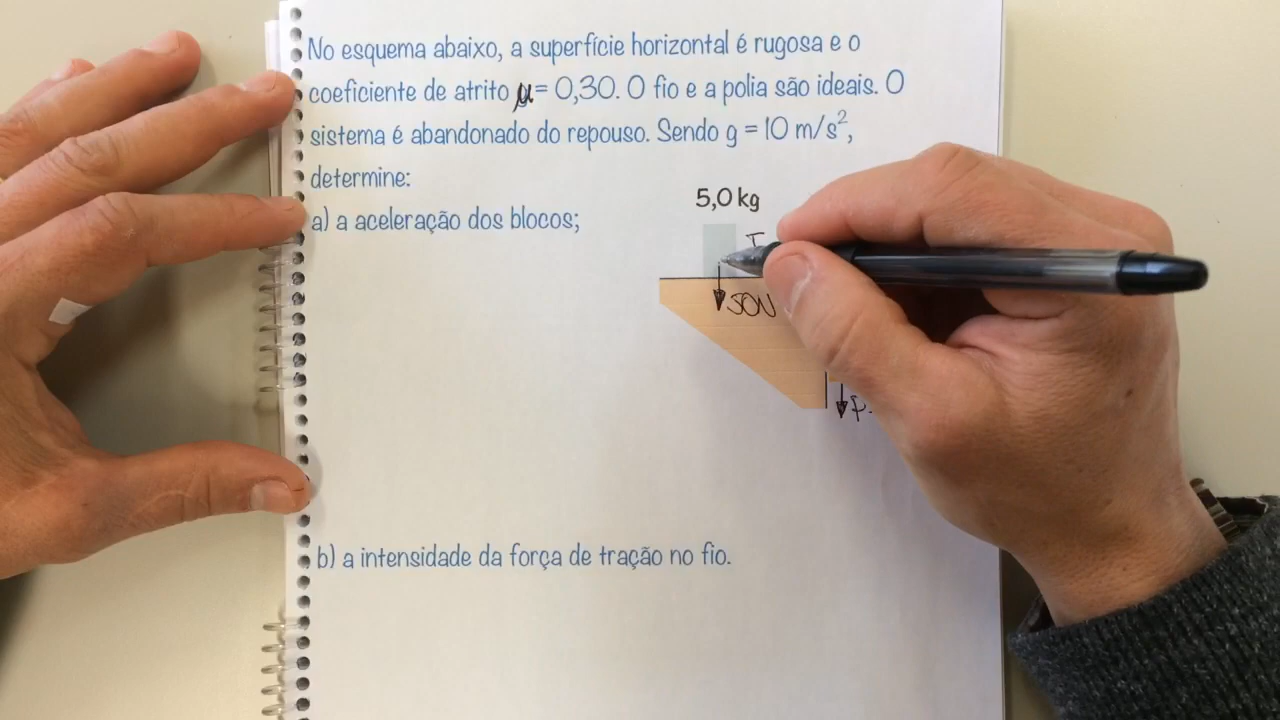 No esquema abaixo, a superfície horizontal é rugosa e o
coeficiente de atrito μ = 0,30. O fio e a polia são ideais. O
sistema é abandonado do repouso. Sendo g = 10 m/s²,
determine:
5,0 kg
a) a aceleração dos blocos;
T
50N
P
b) a intensidade da força de tração no fio.